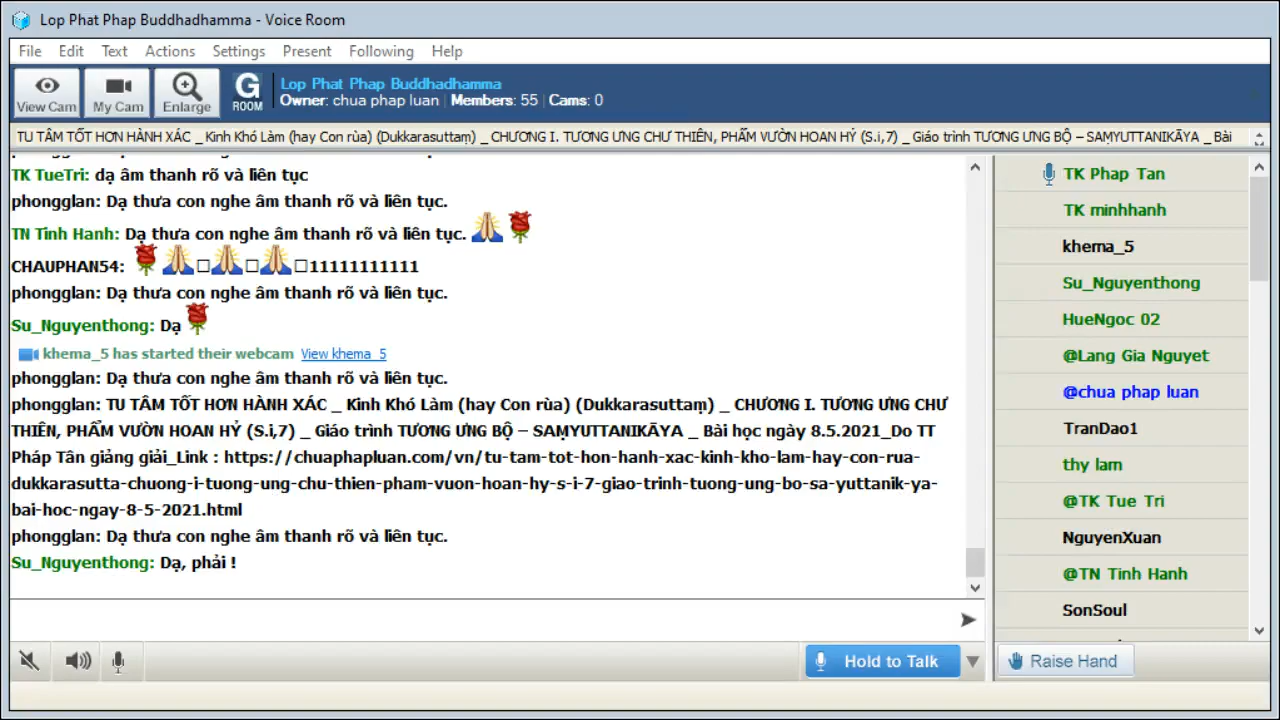 Lop Phat Phap Buddhadhamma - Voice Room
File Edit Text Actions Settings Present Following Help
View Cam My Cam Enlarge G ROOM
Lop Phat Phap Buddhadhamma
Owner: chua phap luan | Members: 55 | Cams: 0
TU TÂM TỐT HƠN HÀNH XÁC _ Kinh Khó Làm (hay Con rùa) (Dukkarasuttaṃ) _ CHƯƠNG I. TƯƠNG ƯNG CHƯ THIÊN, PHẨM VƯỜN HOAN HỶ (S.i,7) _ Giáo trình TƯƠNG ƯNG BỘ – SAṂYUTTANIKĀYA _ Bài
TK TueTri: dạ âm thanh rõ và liên tục
phongglan: Dạ thưa con nghe âm thanh rõ và liên tục.
TN Tinh Hanh: Dạ thưa con nghe âm thanh rõ và liên tục. 🙏🌹
CHAUPHAN54: 🌹🙏□🙏□🙏□11111111111
phongglan: Dạ thưa con nghe âm thanh rõ và liên tục.
Su_Nguyenthong: Dạ 🌹
khema_5 has started their webcam View khema_5
phongglan: Dạ thưa con nghe âm thanh rõ và liên tục.
phongglan: TU TÂM TỐT HƠN HÀNH XÁC _ Kinh Khó Làm (hay Con rùa) (Dukkarasuttaṃ) _ CHƯƠNG I. TƯƠNG ƯNG CHƯ
THIÊN, PHẨM VƯỜN HOAN HỶ (S.i,7) _ Giáo trình TƯƠNG ƯNG BỘ – SAṂYUTTANIKĀYA _ Bài học ngày 8.5.2021_Do TT
Pháp Tân giảng giải_Link : https://chuaphapluan.com/vn/tu-tam-tot-hon-hanh-xac-kinh-kho-lam-hay-con-rua-
dukkarasutta-chuong-i-tuong-ung-chu-thien-pham-vuon-hoan-hy-s-i-7-giao-trinh-tuong-ung-bo-sa-yuttanik-ya-
bai-hoc-ngay-8-5-2021.html
phongglan: Dạ thưa con nghe âm thanh rõ và liên tục.
Su_Nguyenthong: Dạ, phải !
TK Phap Tan
TK minhhanh
khema_5
Su_Nguyenthong
HueNgoc 02
@Lang Gia Nguyet
@chua phap luan
TranDao1
thy lam
@TK Tue Tri
NguyenXuan
@TN Tinh Hanh
SonSoul
Hold to Talk
Raise Hand